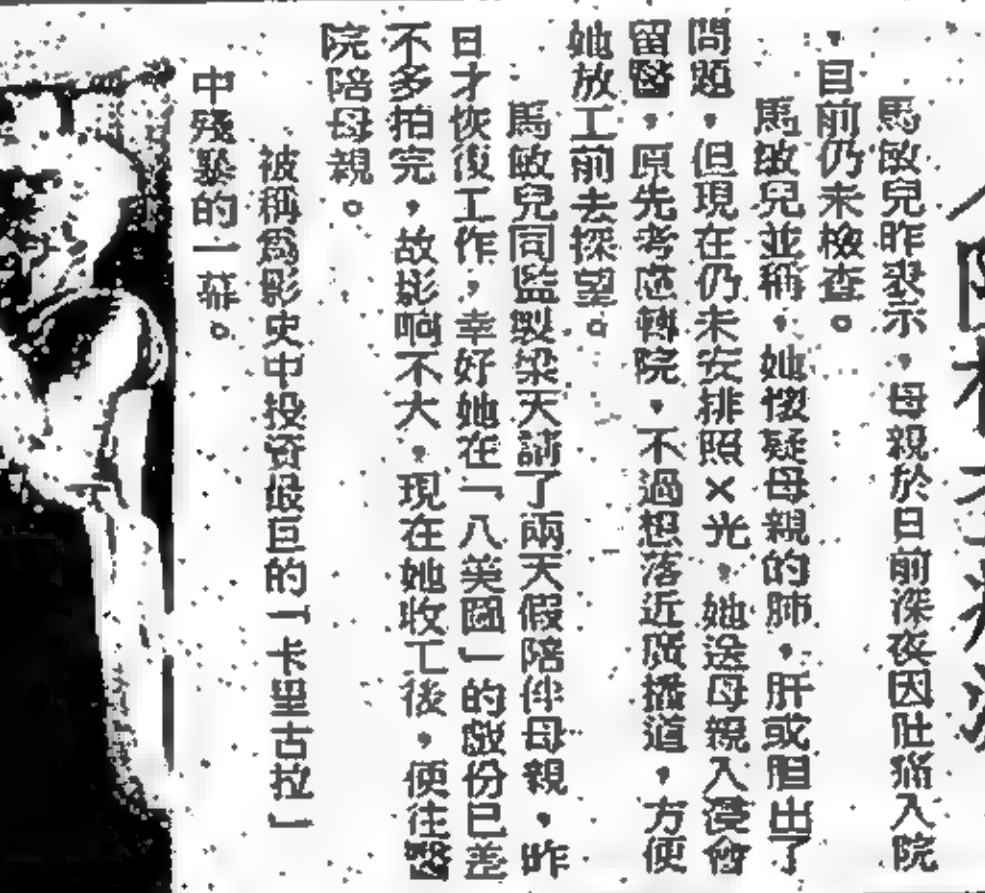 馬敏兒昨表示，母親於日前深夜因肚痛入院
，目前仍未檢查。
馬敏兒並稱，她懷疑母親的肺，肝或胆出了
問題，但現在仍未安排照×光，她送母親入浸會
留醫，原先考慮轉院，不過想落近廣播道，方便
她放工前去探望。
馬敏兒同監製梁天請了兩天假陪伴母親，昨
日才恢復工作，幸好她在「八美圖」的戲份已差
不多拍完，故影响不大，現在她收工後，便往醫
院陪母親。
被稱爲影史中投資最巨的「卡里古拉」
中殘暴的一幕。